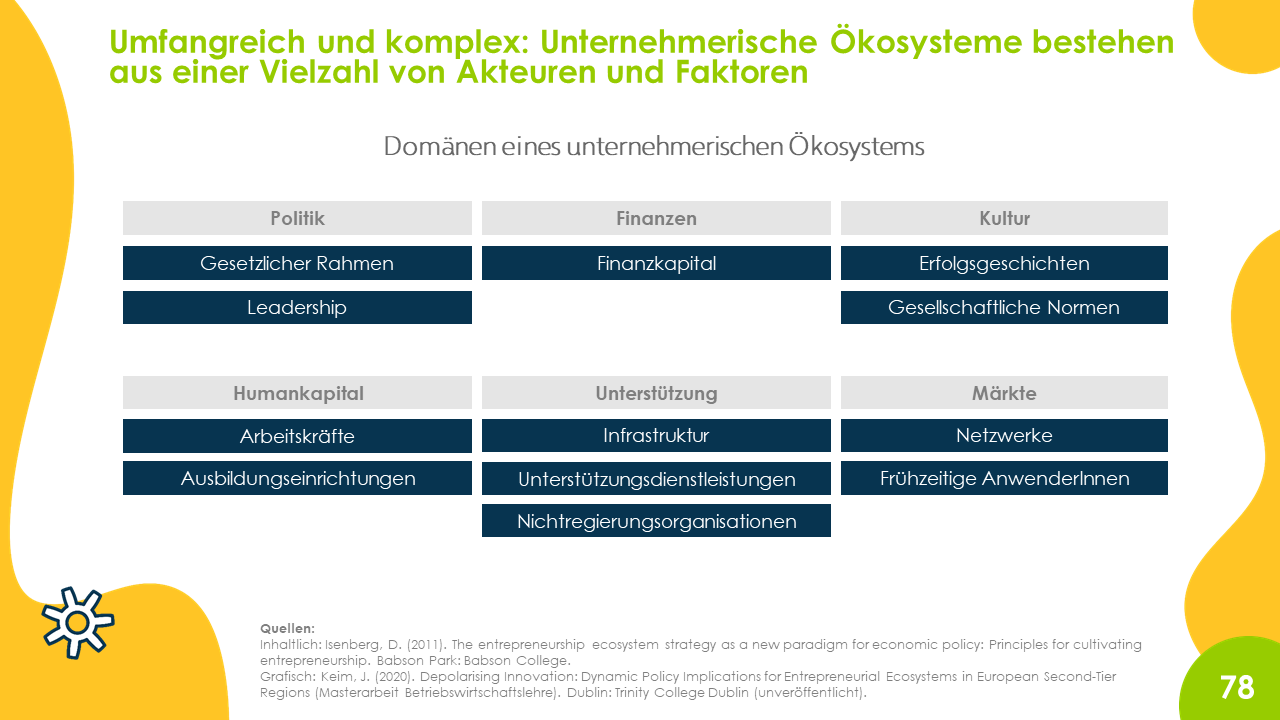 Umfangreich und komplex: Unternehmerische Ökosysteme bestehen
aus einer Vielzahl von Akteuren und Faktoren
Domänen eines unternehmerischen Ökosystems
Politik
Finanzen
Kultur
Gesetzlicher Rahmen
Finanzkapital
Erfolgsgeschichten
Leadership
Gesellschaftliche Normen
Humankapital
Unterstützung
Märkte
Arbeitskräfte
Infrastruktur
Netzwerke
Ausbildungseinrichtungen
Unterstützungsdienstleistungen
Frühzeitige AnwenderInnen
Nichtregierungsorganisationen
Quellen:
Inhaltlich: Isenberg, D. (2011). The entrepreneurship ecosystem strategy as a new paradigm for economic policy: Principles for cultivating
entrepreneurship. Babson Park: Babson College.
Grafisch: Keim, J. (2020). Depolarising Innovation: Dynamic Policy Implications for Entrepreneurial Ecosystems in European Second-Tier
Regions (Masterarbeit Betriebswirtschaftslehre). Dublin: Trinity College Dublin (unveröffentlicht).
78